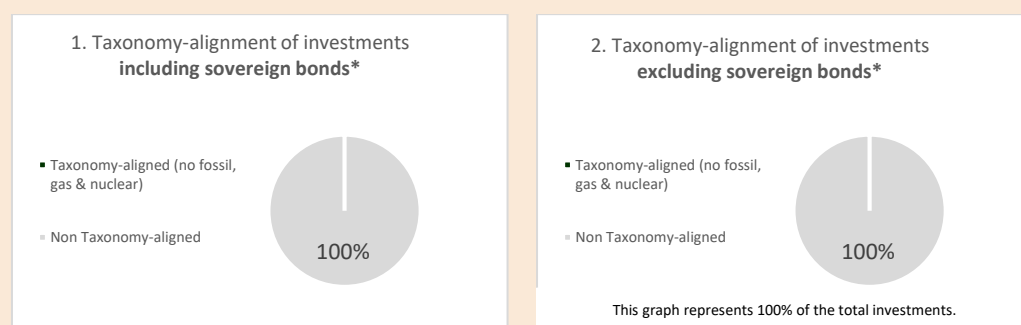 1. Taxonomy-alignment of investments
including sovereign bonds*
Taxonomy-aligned (no fossil,
gas & nuclear)
Non Taxonomy-aligned
100%
2. Taxonomy-alignment of investments
excluding sovereign bonds*
Taxonomy-aligned (no fossil,
gas & nuclear)
Non Taxonomy-aligned
100%
This graph represents 100% of the total investments.